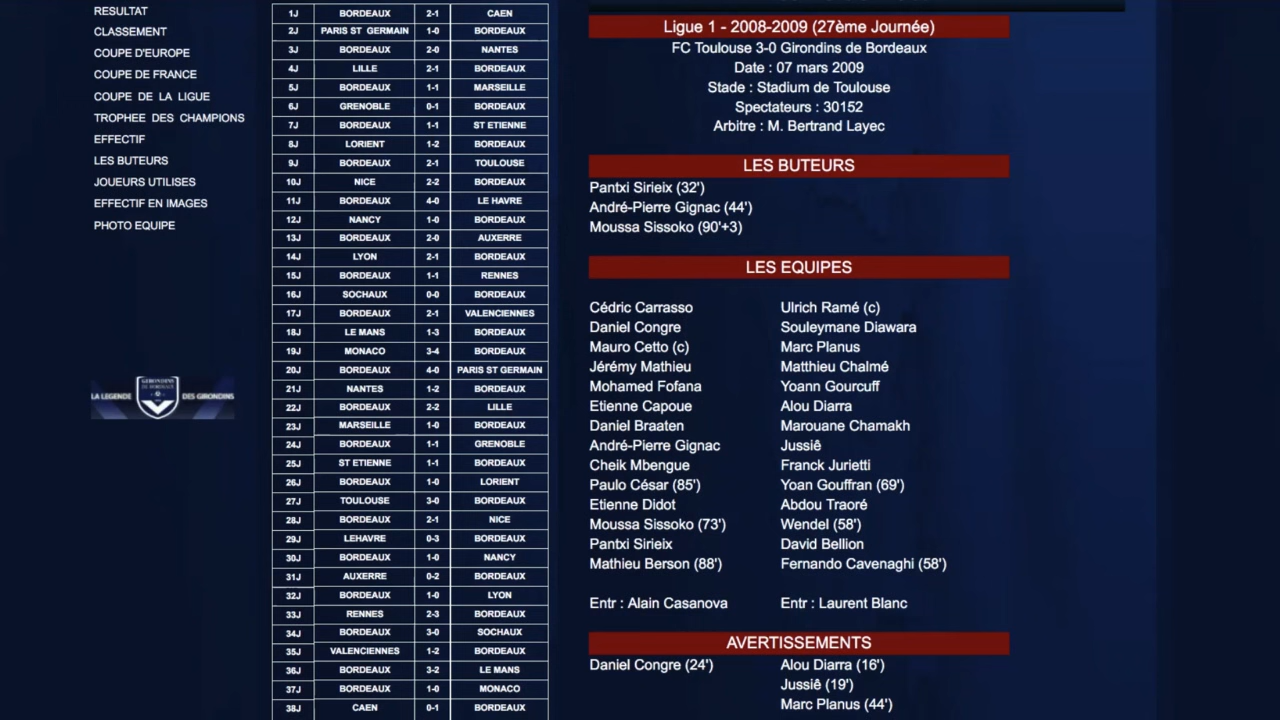 RESULTAT
CLASSEMENT
COUPE D'EUROPE
COUPE DE FRANCE
COUPE DE LA LIGUE
TROPHEE DES CHAMPIONS
EFFECTIF
LES BUTEURS
JOUEURS UTILISES
EFFECTIF EN IMAGES
PHOTO EQUIPE
LA LEGENDE
GIRONDINS
DE BORDEAUX
DES GIRONDINS
1J BORDEAUX 2-1 CAEN
2J PARIS ST GERMAIN 1-0 BORDEAUX
3J BORDEAUX 2-0 NANTES
4J LILLE 2-1 BORDEAUX
5J BORDEAUX 1-1 MARSEILLE
6J GRENOBLE 0-1 BORDEAUX
7J BORDEAUX 1-1 ST ETIENNE
8J LORIENT 1-2 BORDEAUX
9J BORDEAUX 2-1 TOULOUSE
10J NICE 2-2 BORDEAUX
11J BORDEAUX 4-0 LE HAVRE
12J NANCY 1-0 BORDEAUX
13J BORDEAUX 2-0 AUXERRE
14J LYON 2-1 BORDEAUX
15J BORDEAUX 1-1 RENNES
16J SOCHAUX 0-0 BORDEAUX
17J BORDEAUX 2-1 VALENCIENNES
18J LE MANS 1-3 BORDEAUX
19J MONACO 3-4 BORDEAUX
20J BORDEAUX 4-0 PARIS ST GERMAIN
21J NANTES 1-2 BORDEAUX
22J BORDEAUX 2-2 LILLE
23J MARSEILLE 1-0 BORDEAUX
24J BORDEAUX 1-1 GRENOBLE
25J ST ETIENNE 1-1 BORDEAUX
26J BORDEAUX 1-0 LORIENT
27J TOULOUSE 3-0 BORDEAUX
28J BORDEAUX 2-1 NICE
29J LEHAVRE 0-3 BORDEAUX
30J BORDEAUX 1-0 NANCY
31J AUXERRE 0-2 BORDEAUX
32J BORDEAUX 1-0 LYON
33J RENNES 2-3 BORDEAUX
34J BORDEAUX 3-0 SOCHAUX
35J VALENCIENNES 1-2 BORDEAUX
36J BORDEAUX 3-2 LE MANS
37J BORDEAUX 1-0 MONACO
38J CAEN 0-1 BORDEAUX
Ligue 1 - 2008-2009 (27ème Journée)
FC Toulouse 3-0 Girondins de Bordeaux
Date : 07 mars 2009
Stade : Stadium de Toulouse
Spectateurs : 30152
Arbitre : M. Bertrand Layec
LES BUTEURS
Pantxi Sirieix (32')
André-Pierre Gignac (44')
Moussa Sissoko (90'+3)
LES EQUIPES
Cédric Carrasso Ulrich Ramé (c)
Daniel Congre Souleymane Diawara
Mauro Cetto (c) Marc Planus
Jérémy Mathieu Matthieu Chalmé
Mohamed Fofana Yoann Gourcuff
Etienne Capoue Alou Diarra
Daniel Braaten Marouane Chamakh
André-Pierre Gignac Jussiê
Cheik Mbengue Franck Jurietti
Paulo César (85') Yoan Gouffran (69')
Etienne Didot Abdou Traoré
Moussa Sissoko (73') Wendel (58')
Pantxi Sirieix David Bellion
Mathieu Berson (88') Fernando Cavenaghi (58')
Entr : Alain Casanova Entr : Laurent Blanc
AVERTISSEMENTS
Daniel Congre (24') Alou Diarra (16')
Jussiê (19')
Marc Planus (44')